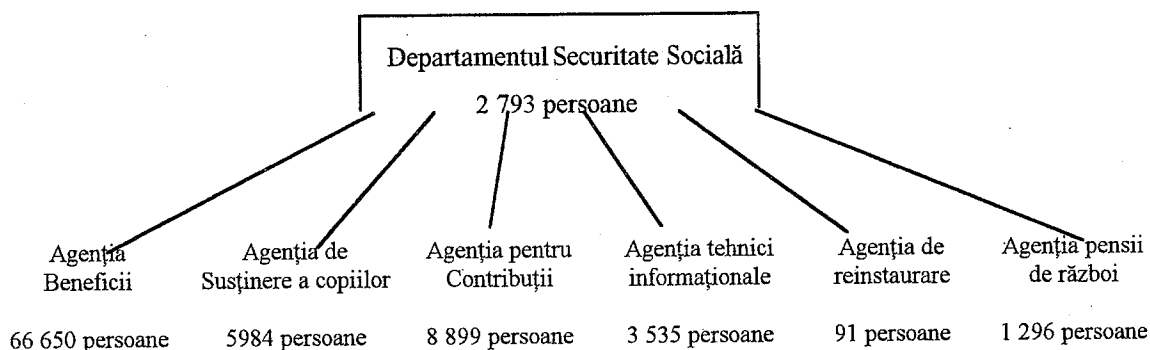 Departamentul Securitate Socială
2 793 persoane
Agenția
Beneficii
66 650 persoane
Agenția de
Susținere a copiilor
5984 persoane
Agenția pentru
Contribuții
8 899 persoane
Agenția tehnici
informaționale
3 535 persoane
Agenția de
reinstaurare
91 persoane
Agenția pensii
de război
1 296 persoane